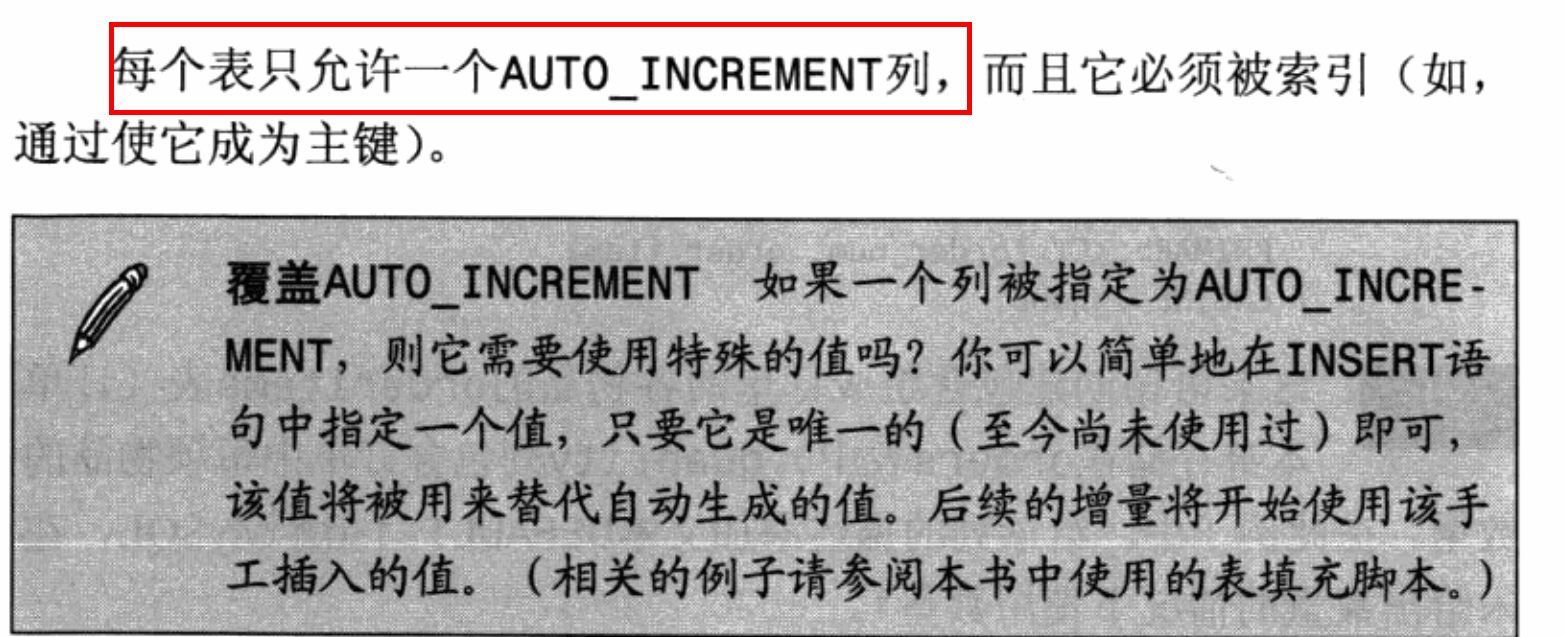 每个表只允许一个AUTO_INCREMENT列，而且它必须被索引（如，
通过使它成为主键）。
覆盖AUTO_INCREMENT 如果一个列被指定为AUTO_INCRE-
MENT，则它需要使用特殊的值吗？你可以简单地在INSERT语
句中指定一个值，只要它是唯一的（至今尚未使用过）即可，
该值将被用来替代自动生成的值。后续的增量将开始使用该手
工插入的值。（相关的例子请参阅本书中使用的表填充脚本。）